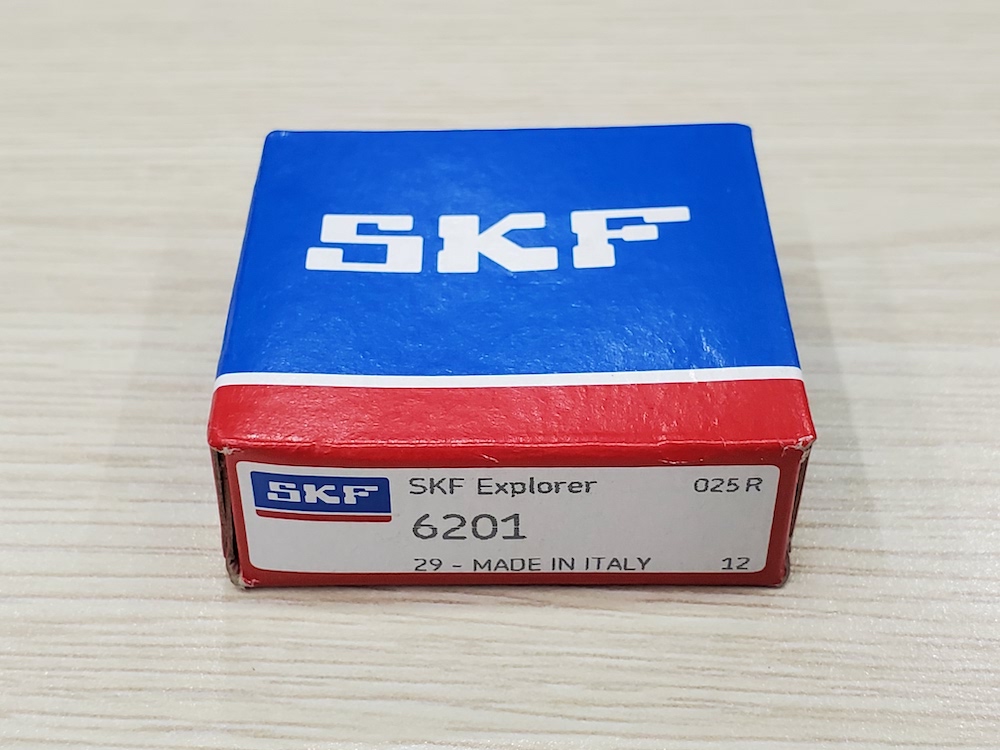 SKF
SKF SKF Explorer 025 R
6201
29 - MADE IN ITALY 12